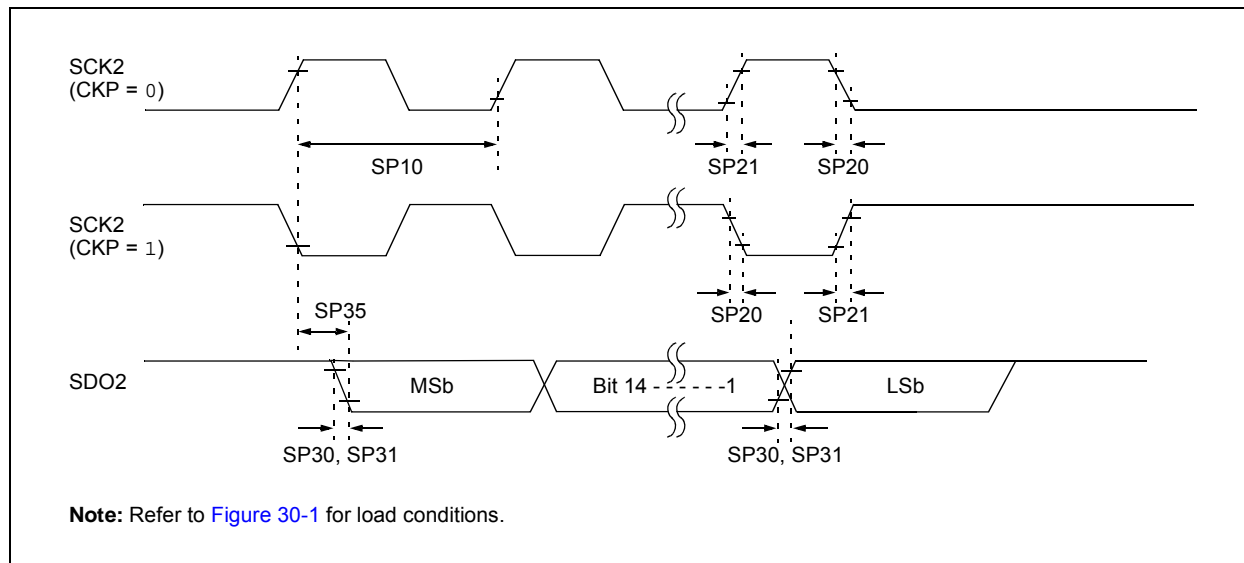 SCK2
(CKP = 0)
SP10
SP21
SP20
SCK2
(CKP = 1)
SP35
SP20
SP21
SDO2
MSb
Bit 14 - - - - - -1
LSb
SP30, SP31
SP30, SP31
Note: Refer to Figure 30-1 for load conditions.